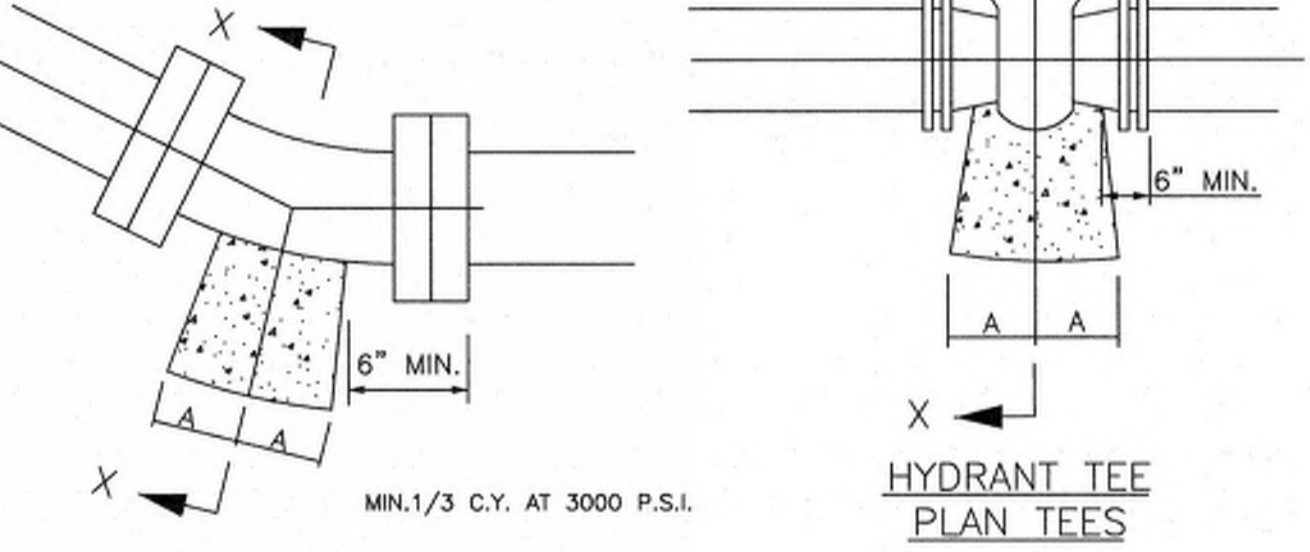 X
6" MIN.
A
A
X
MIN.1/3 C.Y. AT 3000 P.S.I.
6" MIN.
A
A
X
HYDRANT TEE
PLAN TEES